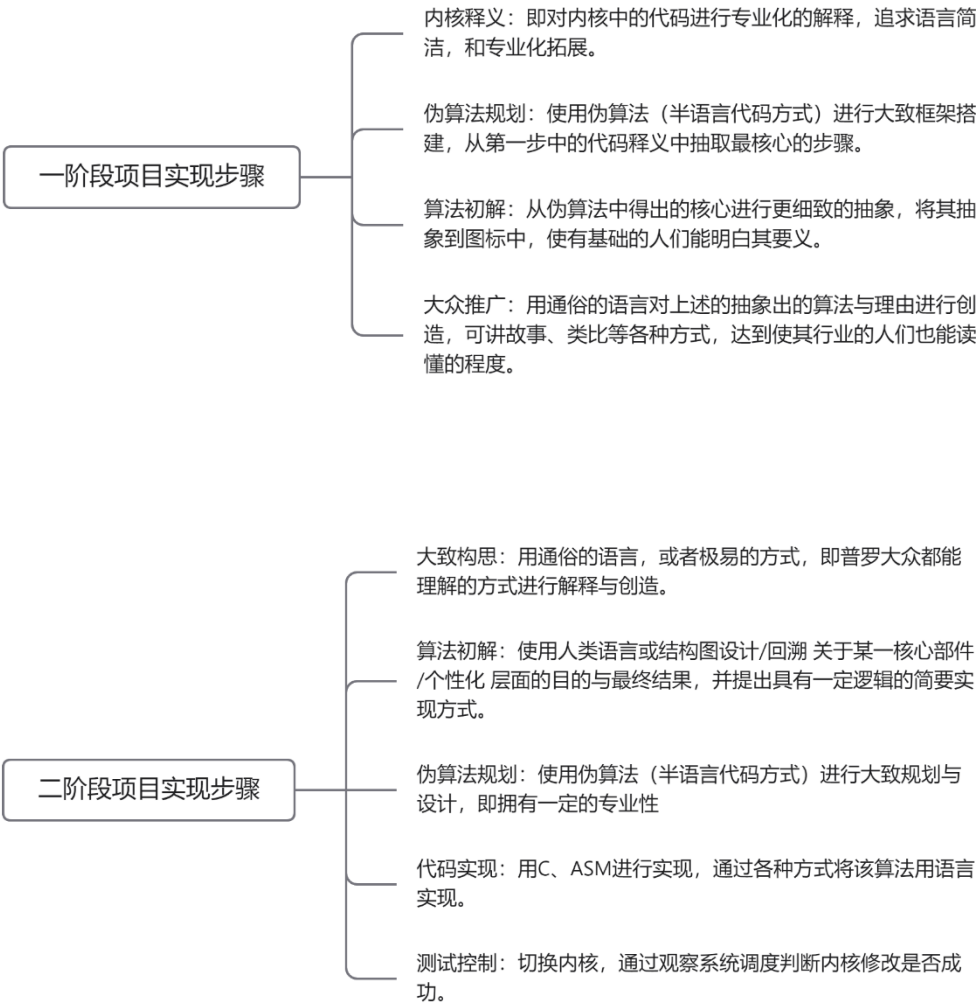 内核释义：即对内核中的代码进行专业化的解释，追求语言简
洁，和专业化拓展。
伪算法规划：使用伪算法（半语言代码方式）进行大致框架搭
建，从第一步中的代码释义中抽取最核心的步骤。
一阶段项目实现步骤
算法初解：从伪算法中得出的核心进行更细致的抽象，将其抽
象到图标中，使有基础的人们能明白其要义。
大众推广：用通俗的语言对上述的抽象出的算法与理由进行创
造，可讲故事、类比等各种方式，达到使其行业的人们也能读
懂的程度。
大致构思：用通俗的语言，或者极易的方式，即普罗大众都能
理解的方式进行解释与创造。
算法初解：使用人类语言或结构图设计/回溯 关于某一核心部件
/个性化 层面的目的与最终结果，并提出具有一定逻辑的简要实
现方式。
二阶段项目实现步骤
伪算法规划：使用伪算法（半语言代码方式）进行大致规划与
设计，即拥有一定的专业性
代码实现：用C、ASM进行实现，通过各种方式将该算法用语言
实现。
测试控制：切换内核，通过观察系统调度判断内核修改是否成
功。